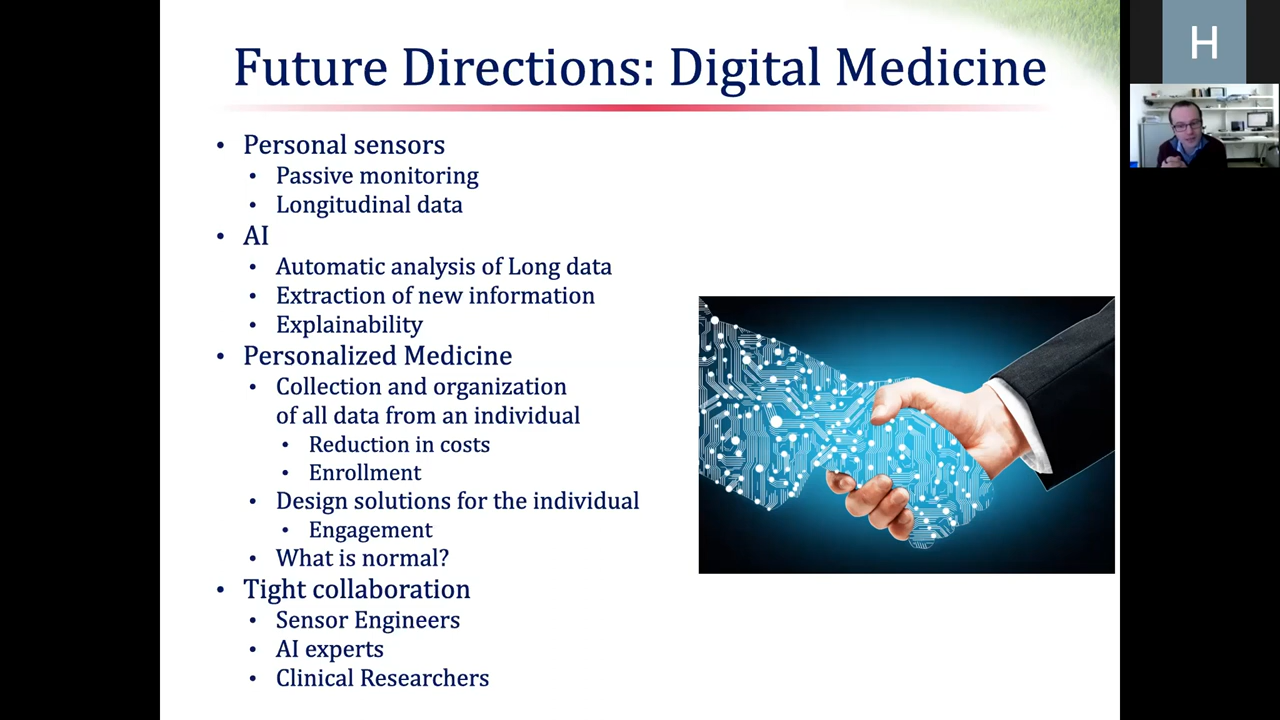 Future Directions: Digital Medicine
H
• Personal sensors
• Passive monitoring
• Longitudinal data
• AI
• Automatic analysis of Long data
• Extraction of new information
• Explainability
• Personalized Medicine
• Collection and organization
of all data from an individual
• Reduction in costs
• Enrollment
• Design solutions for the individual
• Engagement
• What is normal?
• Tight collaboration
• Sensor Engineers
• AI experts
• Clinical Researchers